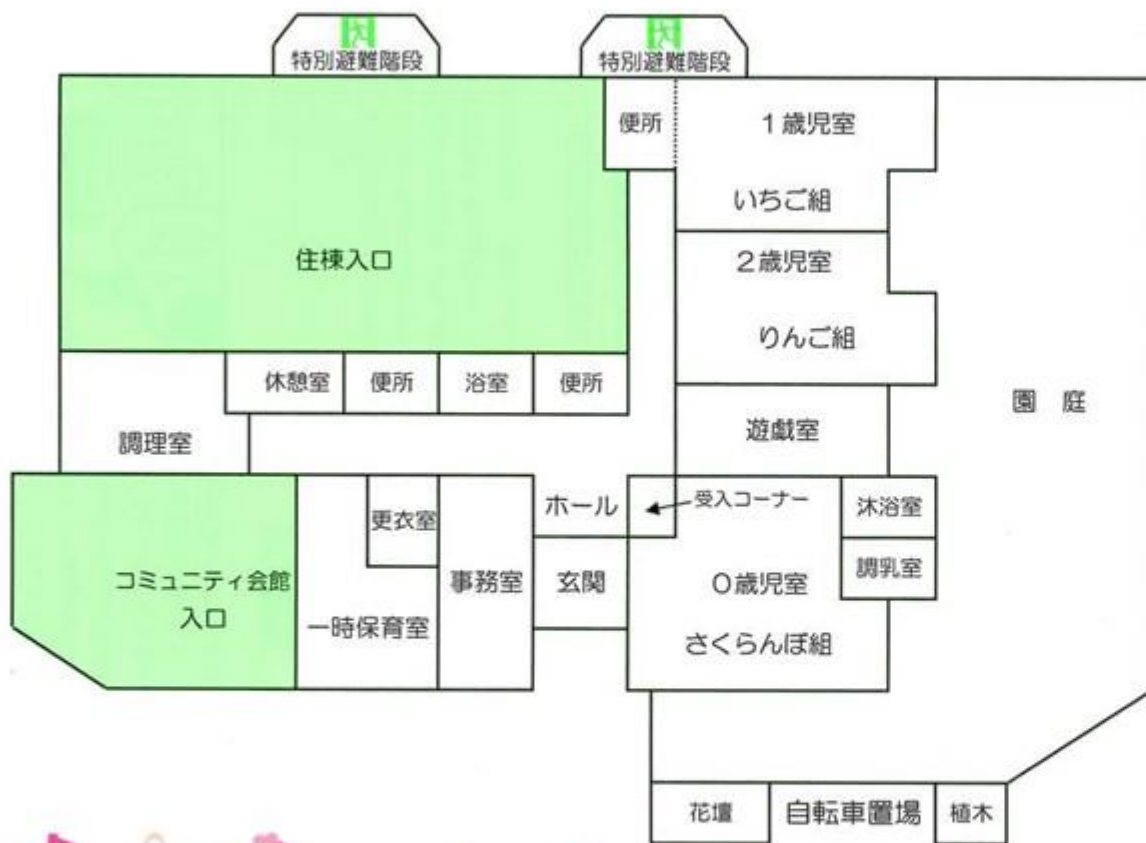 特別避難階段
特別避難階段
便所
1歳児室
いちご組
住棟入口
2歳児室
りんご組
休憩室
便所
浴室
便所
園 庭
調理室
遊戯室
更衣室
ホール
受入コーナー
沐浴室
コミュニティ会館
入口
一時保育室
事務室
玄関
0歳児室
さくらんぼ組
調乳室
花壇
自転車置場
植木